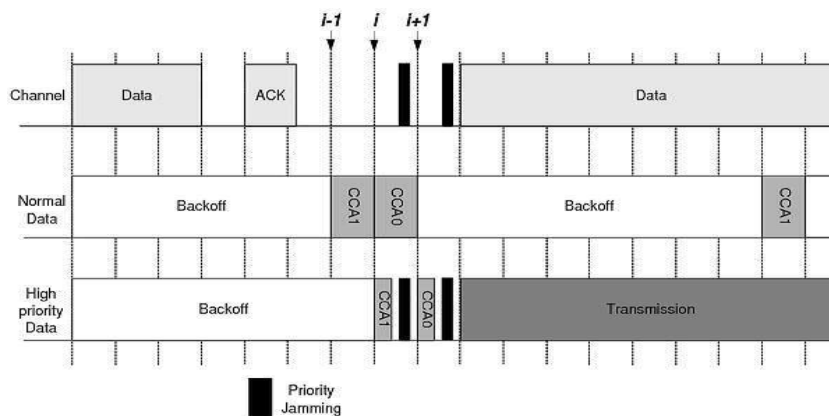 i-1 i i+1
Channel
Data
ACK
Data
Normal
Data
Backoff
CCA1
CCA0
Backoff
CCA1
High
priority
Data
Backoff
CCA1
CCA0
Transmission
Priority
Jamming